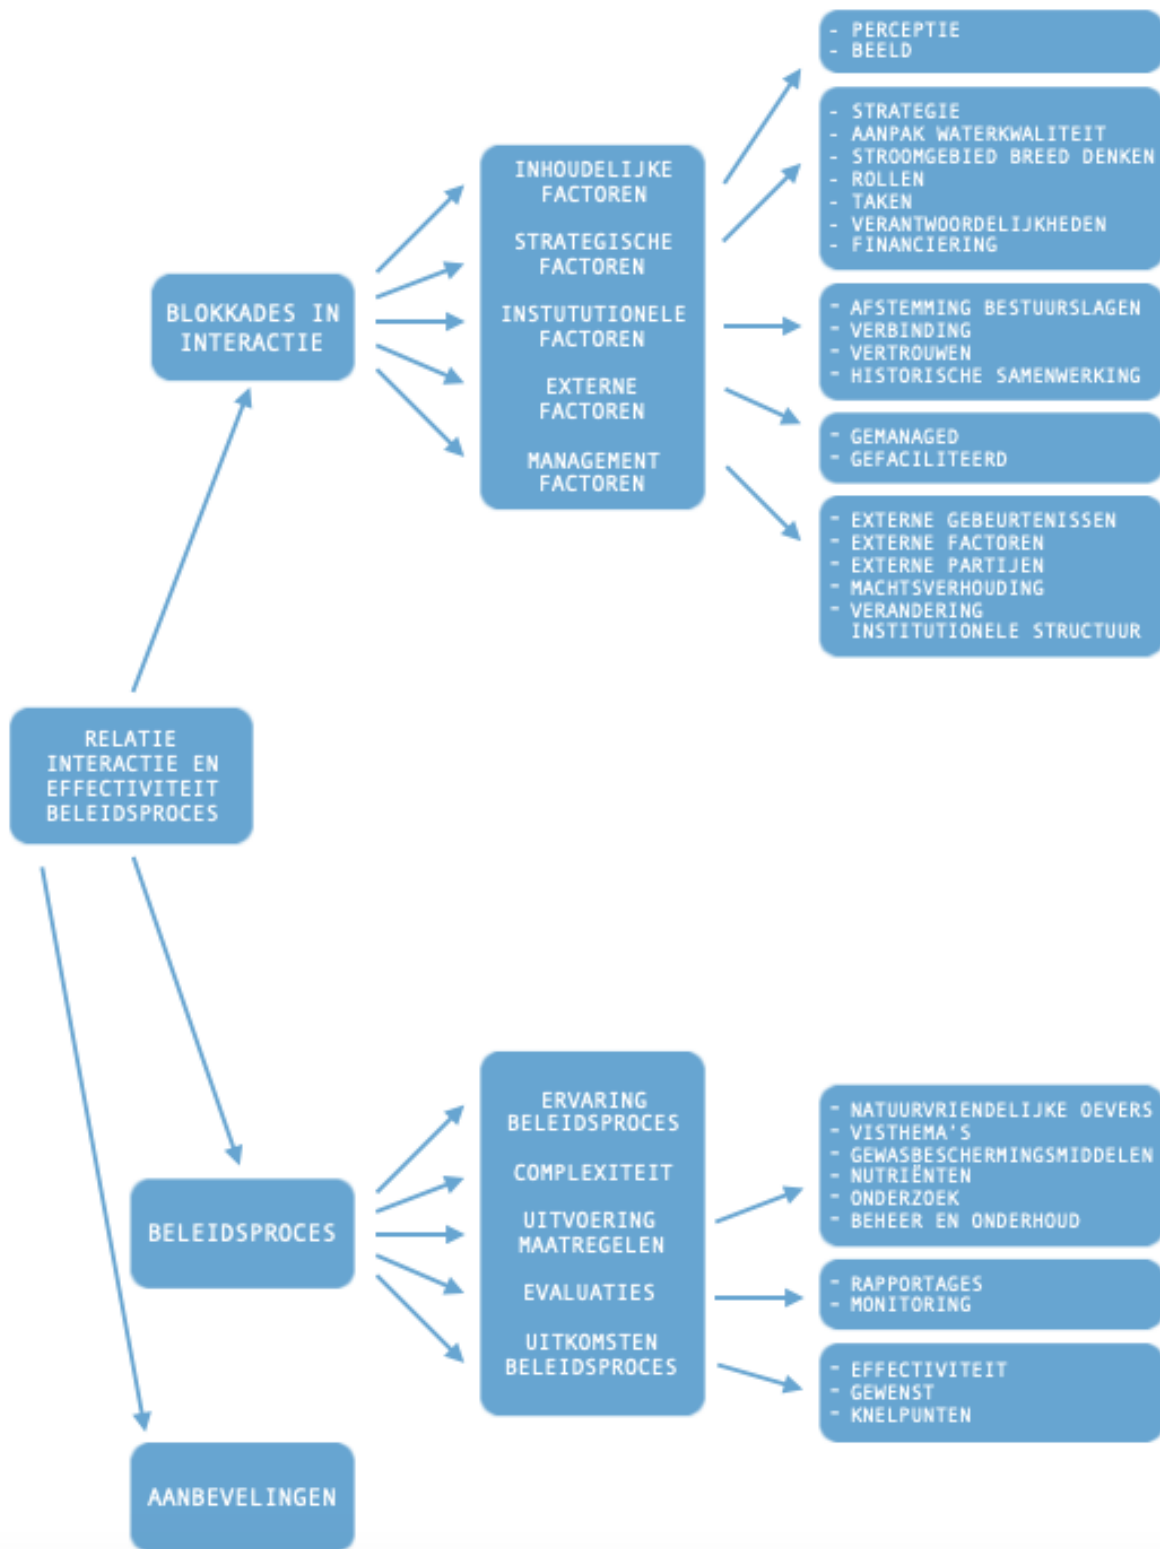 - PERCEPTIE
- BEELD
- STRATEGIE
- AANPAK WATERKWALITEIT
- STROOMGEBIED BREED DENKEN
- ROLLEN
- TAKEN
- VERANTWOORDELIJKHEDEN
- FINANCIERING
INHOUDELIJKE
FACTOREN
STRATEGISCHE
FACTOREN
INSTUTUTIONELE
FACTOREN
EXTERNE
FACTOREN
MANAGEMENT
FACTOREN
BLOKKADES IN
INTERACTIE
- AFSTEMMING BESTUURSLAGEN
- VERBINDING
- VERTROUWEN
- HISTORISCHE SAMENWERKING
- GEMANAGED
- GEFACILITEERD
- EXTERNE GEBEURTENISSEN
- EXTERNE FACTOREN
- EXTERNE PARTIJEN
- MACHTSVERHOUDING
- VERANDERING
INSTITUTIONELE STRUCTUUR
RELATIE
INTERACTIE EN
EFFECTIVITEIT
BELEIDSPROCES
ERVARING
BELEIDSPROCES
COMPLEXITEIT
UITVOERING
MAATREGELEN
EVALUATIES
UITKOMSTEN
BELEIDSPROCES
- NATUURVRIENDELIJKE OEVERS
- VISTHEMA'S
- GEWASBESCHERMINGSMIDDELEN
- NUTRIËNTEN
- ONDERZOEK
- BEHEER EN ONDERHOUD
BELEIDSPROCES
- RAPPORTAGES
- MONITORING
- EFFECTIVITEIT
- GEWENST
- KNELPUNTEN
AANBEVELINGEN